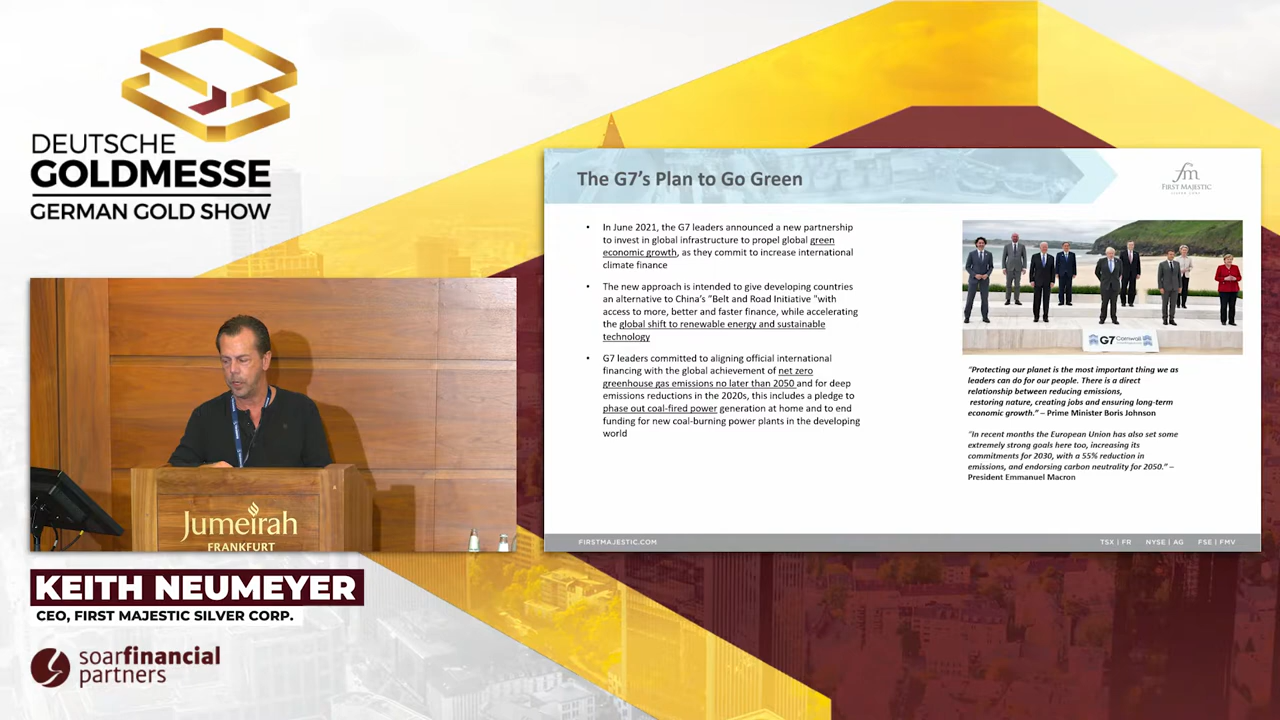 DEUTSCHE
GOLDMESSE
GERMAN GOLD SHOW
The G7's Plan to Go Green
fm
FIRST MAJESTIC
SILVER CORP.
• In June 2021, the G7 leaders announced a new partnership
to invest in global infrastructure to propel global green
economic growth, as they commit to increase international
climate finance
• The new approach is intended to give developing countries
an alternative to China's "Belt and Road Initiative "with
access to more, better and faster finance, while accelerating
the global shift to renewable energy and sustainable
technology
• G7 leaders committed to aligning official international
financing with the global achievement of net zero
greenhouse gas emissions no later than 2050 and for deep
emissions reductions in the 2020s, this includes a pledge to
phase out coal-fired power generation at home and to end
funding for new coal-burning power plants in the developing
world
G7 Cornwall
"Protecting our planet is the most important thing we as
leaders can do for our people. There is a direct
relationship between reducing emissions,
restoring nature, creating jobs and ensuring long-term
economic growth." – Prime Minister Boris Johnson
"In recent months the European Union has also set some
extremely strong goals here too, increasing its
commitments for 2030, with a 55% reduction in
emissions, and endorsing carbon neutrality for 2050." –
President Emmanuel Macron
FIRSTMAJESTIC.COM
TSX | FR NYSE | AG FSE | FMV
Jumeirah
FRANKFURT
KEITH NEUMEYER
CEO, FIRST MAJESTIC SILVER CORP.
soarfinancial
partners